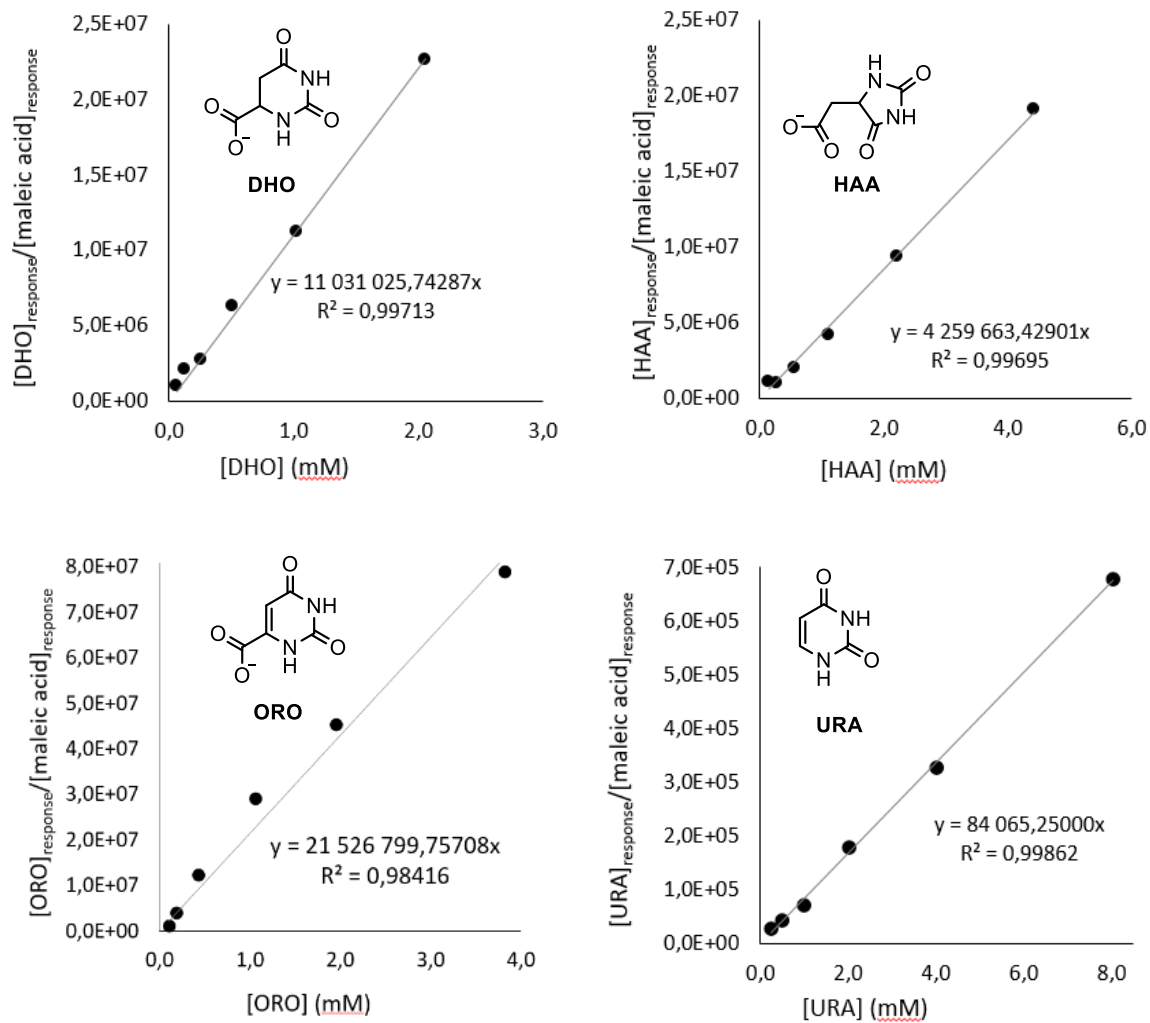 2,5E+07
2,0E+07
1,5E+07
1,0E+07
5,0E+06
0,0E+00
[DHO]response/[maleic acid]response
O
NH
O
N
H
O
O⁻
DHO
y = 11 031 025,74287x
R² = 0,99713
0,0 1,0 2,0 3,0
[DHO] (mM)
2,5E+07
2,0E+07
1,5E+07
1,0E+07
5,0E+06
0,0E+00
[HAA]response/[maleic acid]response
H
N
O
NH
O
O⁻
O
HAA
y = 4 259 663,42901x
R² = 0,99695
0,0 2,0 4,0 6,0
[HAA] (mM)
8,0E+07
7,0E+07
6,0E+07
5,0E+07
4,0E+07
3,0E+07
2,0E+07
1,0E+07
0,0E+00
[ORO]response/[maleic acid]response
O
NH
O
N
H
O
O⁻
ORO
y = 21 526 799,75708x
R² = 0,98416
0,0 1,0 2,0 3,0 4,0
[ORO] (mM)
7,0E+05
6,0E+05
5,0E+05
4,0E+05
3,0E+05
2,0E+05
1,0E+05
0,0E+00
[URA]response/[maleic acid]response
O
NH
N
H
O
URA
y = 84 065,25000x
R² = 0,99862
0,0 2,0 4,0 6,0 8,0
[URA] (mM)